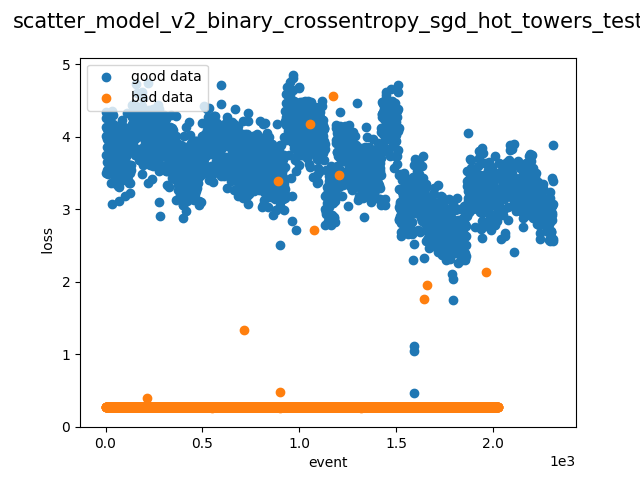 scatter_model_v2_binary_crossentropy_sgd_hot_towers_test
good data
bad data
5
4
3
2
1
0
loss
0.0 0.5 1.0 1.5 2.0
event
1e3